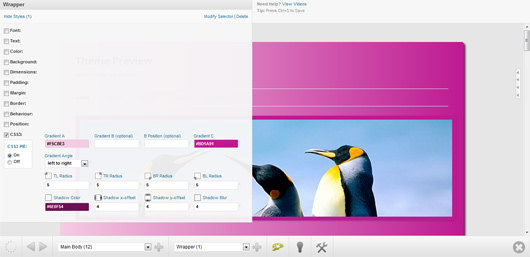 Wrapper
Need Help? View Videos
Tip: Press Ctrl+S to Save
Hide Styles (1)
Modify Selector | Delete
Font:
Text:
Color:
Background:
Dimensions:
Padding:
Margin:
Border:
Behaviour:
Position:
CSS3:
Theme Preview
CSS3 PIE:
On
Off
Gradient A
Gradient B (optional)
B Position (optional)
Gradient C
Gradient Angle
left to right
TL Radius
TR Radius
BR Radius
BL Radius
5
5
5
5
Shadow Color
Shadow x-offset
Shadow y-offset
Shadow Blur
4
4
4
Main Body (12)
Wrapper (1)